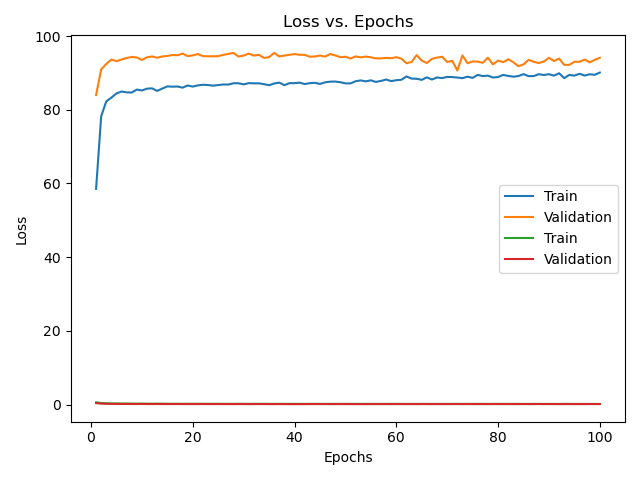 Loss vs. Epochs
100
80
60
40
20
0
Loss
Train
Validation
Train
Validation
0 20 40 60 80 100
Epochs